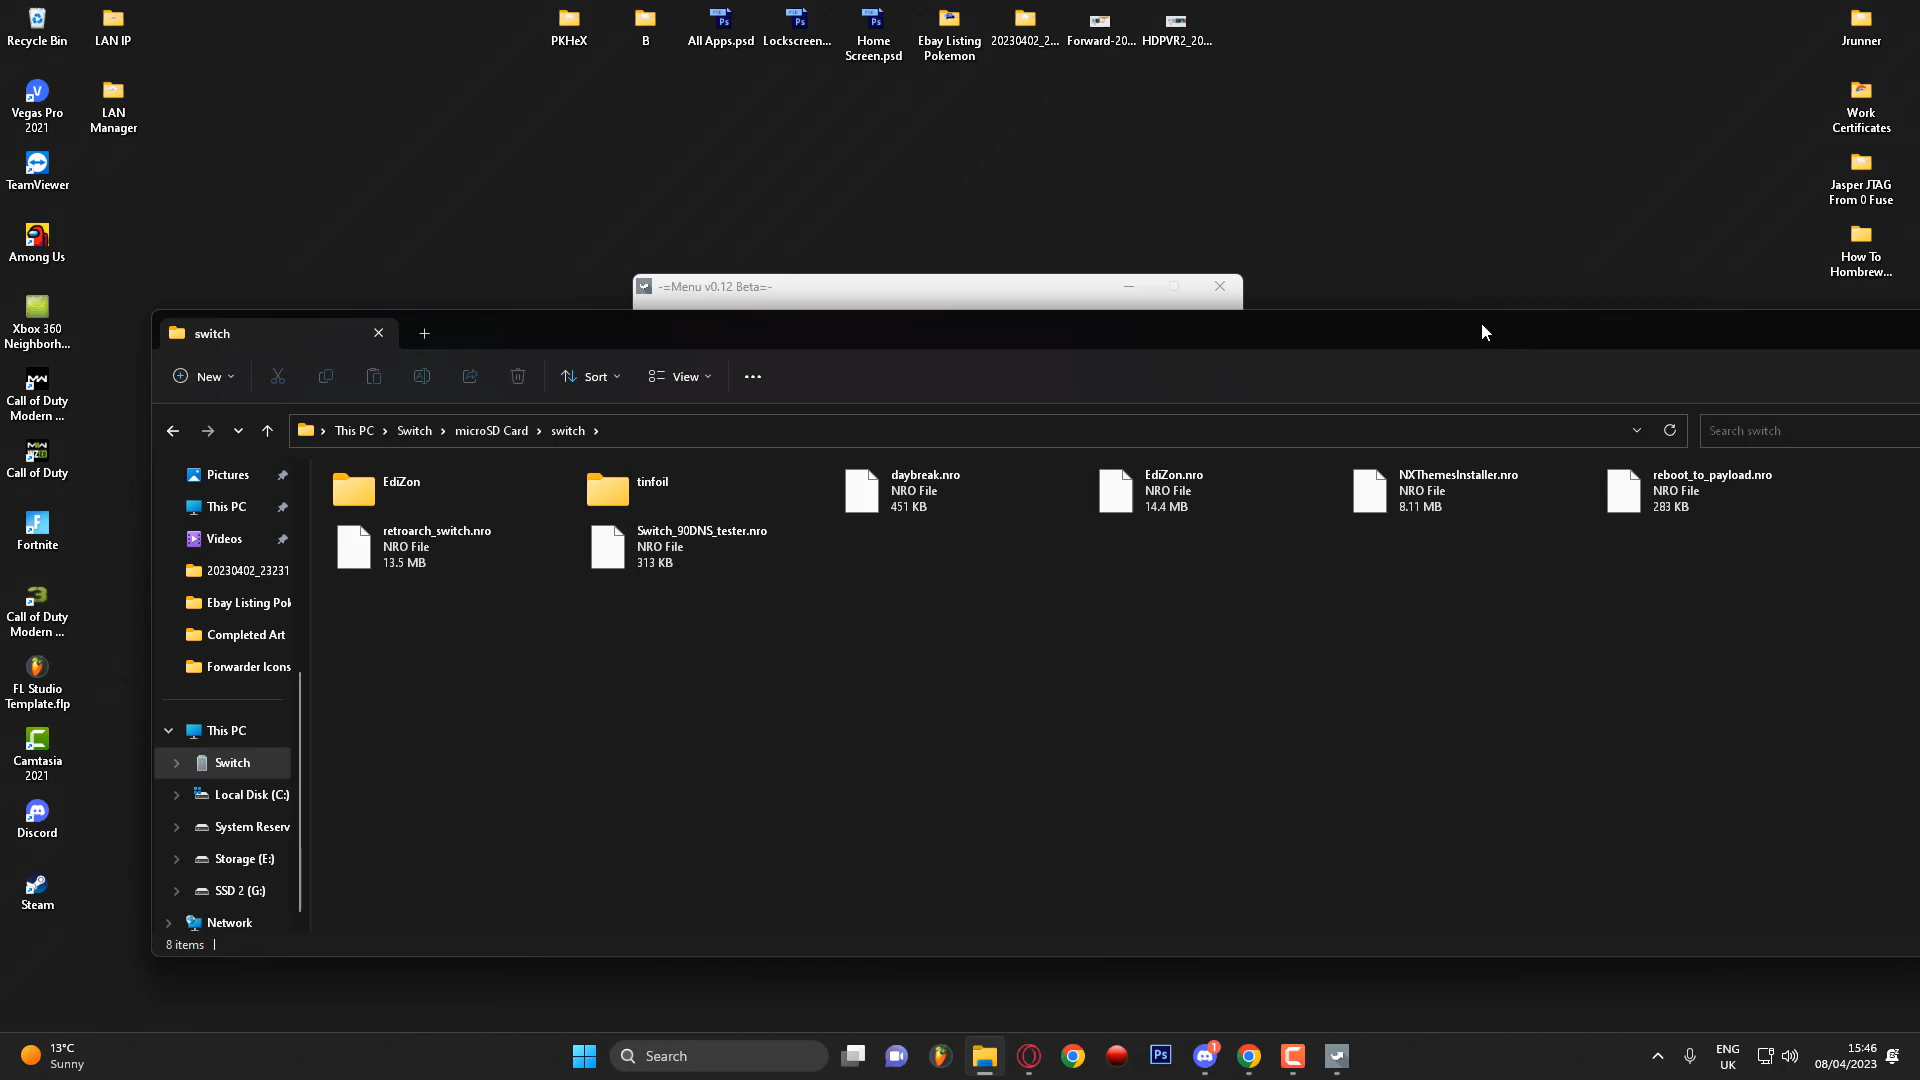 Recycle Bin
LAN IP
PKHeX
B
All Apps.psd
Lockscreen...
Home
Screen.psd
Ebay Listing
Pokemon
20230402_2...
Forward-20...
HDPVR2_20...
Jrunner
Vegas Pro
2021
LAN
Manager
Work
Certificates
TeamViewer
Jasper JTAG
From 0 Fuse
Among Us
How To
Hombrew...
Xbox 360
Neighborh...
Call of Duty
Modern ...
Call of Duty
Fortnite
Call of Duty
Modern ...
FL Studio
Template.flp
Camtasia
2021
Discord
Steam
-=Menu v0.12 Beta=-
switch
New
Sort
View
This PC
Switch
microSD Card
switch
Search switch
Pictures
This PC
Videos
20230402_23231
Ebay Listing Pok
Completed Art
Forwarder Icons
This PC
Switch
Local Disk (C:)
System Reserv
Storage (E:)
SSD 2 (G:)
Network
EdiZon
tinfoil
daybreak.nro
NRO File
451 KB
EdiZon.nro
NRO File
14.4 MB
NXThemesInstaller.nro
NRO File
8.11 MB
reboot_to_payload.nro
NRO File
283 KB
retroarch_switch.nro
NRO File
13.5 MB
Switch_90DNS_tester.nro
NRO File
313 KB
8 items
13°C
Sunny
Search
Ps
1
ENG
UK
15:46
08/04/2023